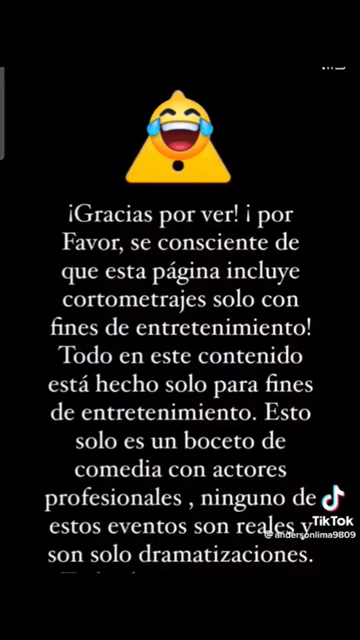 ¡Gracias por ver! ¡ por
Favor, se consciente de
que esta página incluye
cortometrajes solo con
fines de entretenimiento!
Todo en este contenido
está hecho solo para fines
de entretenimiento. Esto
solo es un boceto de
comedia con actores
profesionales , ninguno de
estos eventos son reales y
son solo dramatizaciones.
TikTok
@andersonlima9809